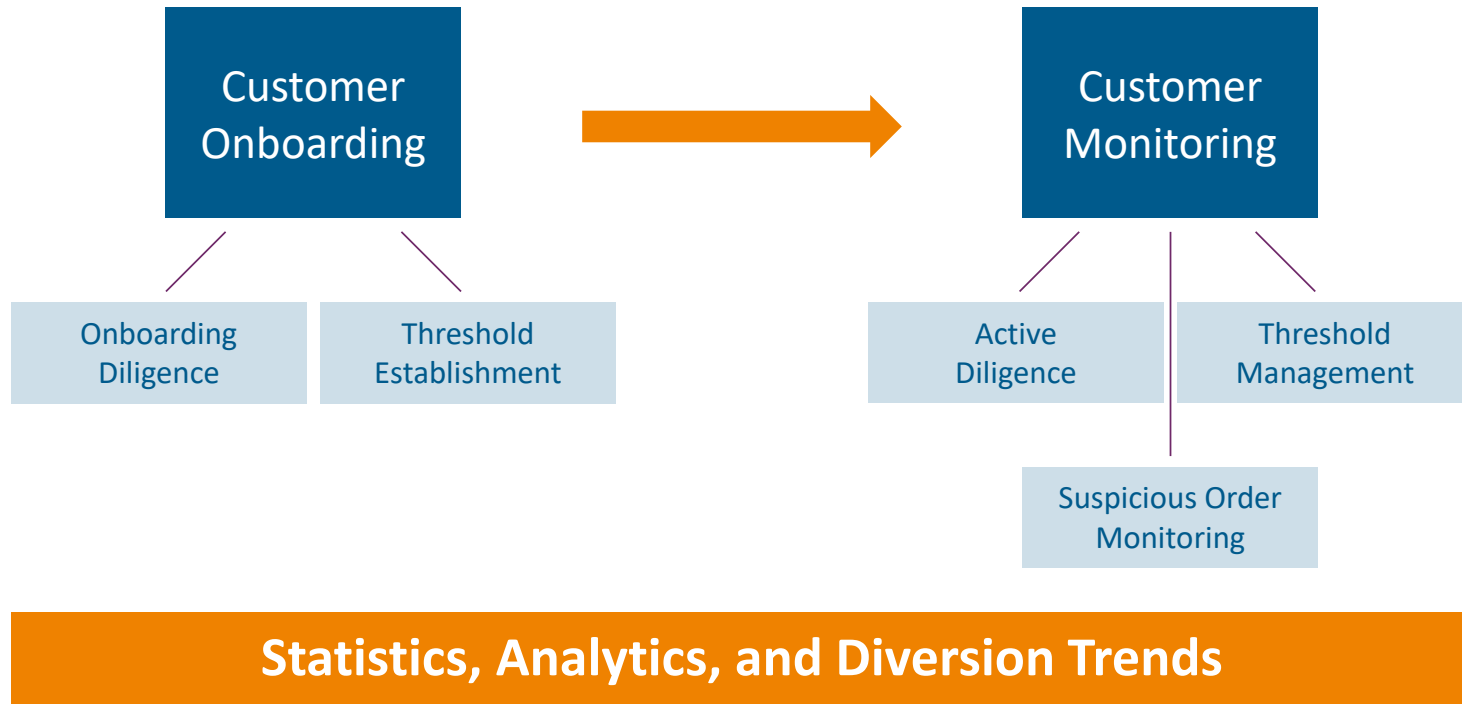 Customer
Onboarding
Customer
Monitoring
Onboarding
Diligence
Threshold
Establishment
Active
Diligence
Threshold
Management
Suspicious Order
Monitoring
Statistics, Analytics, and Diversion Trends